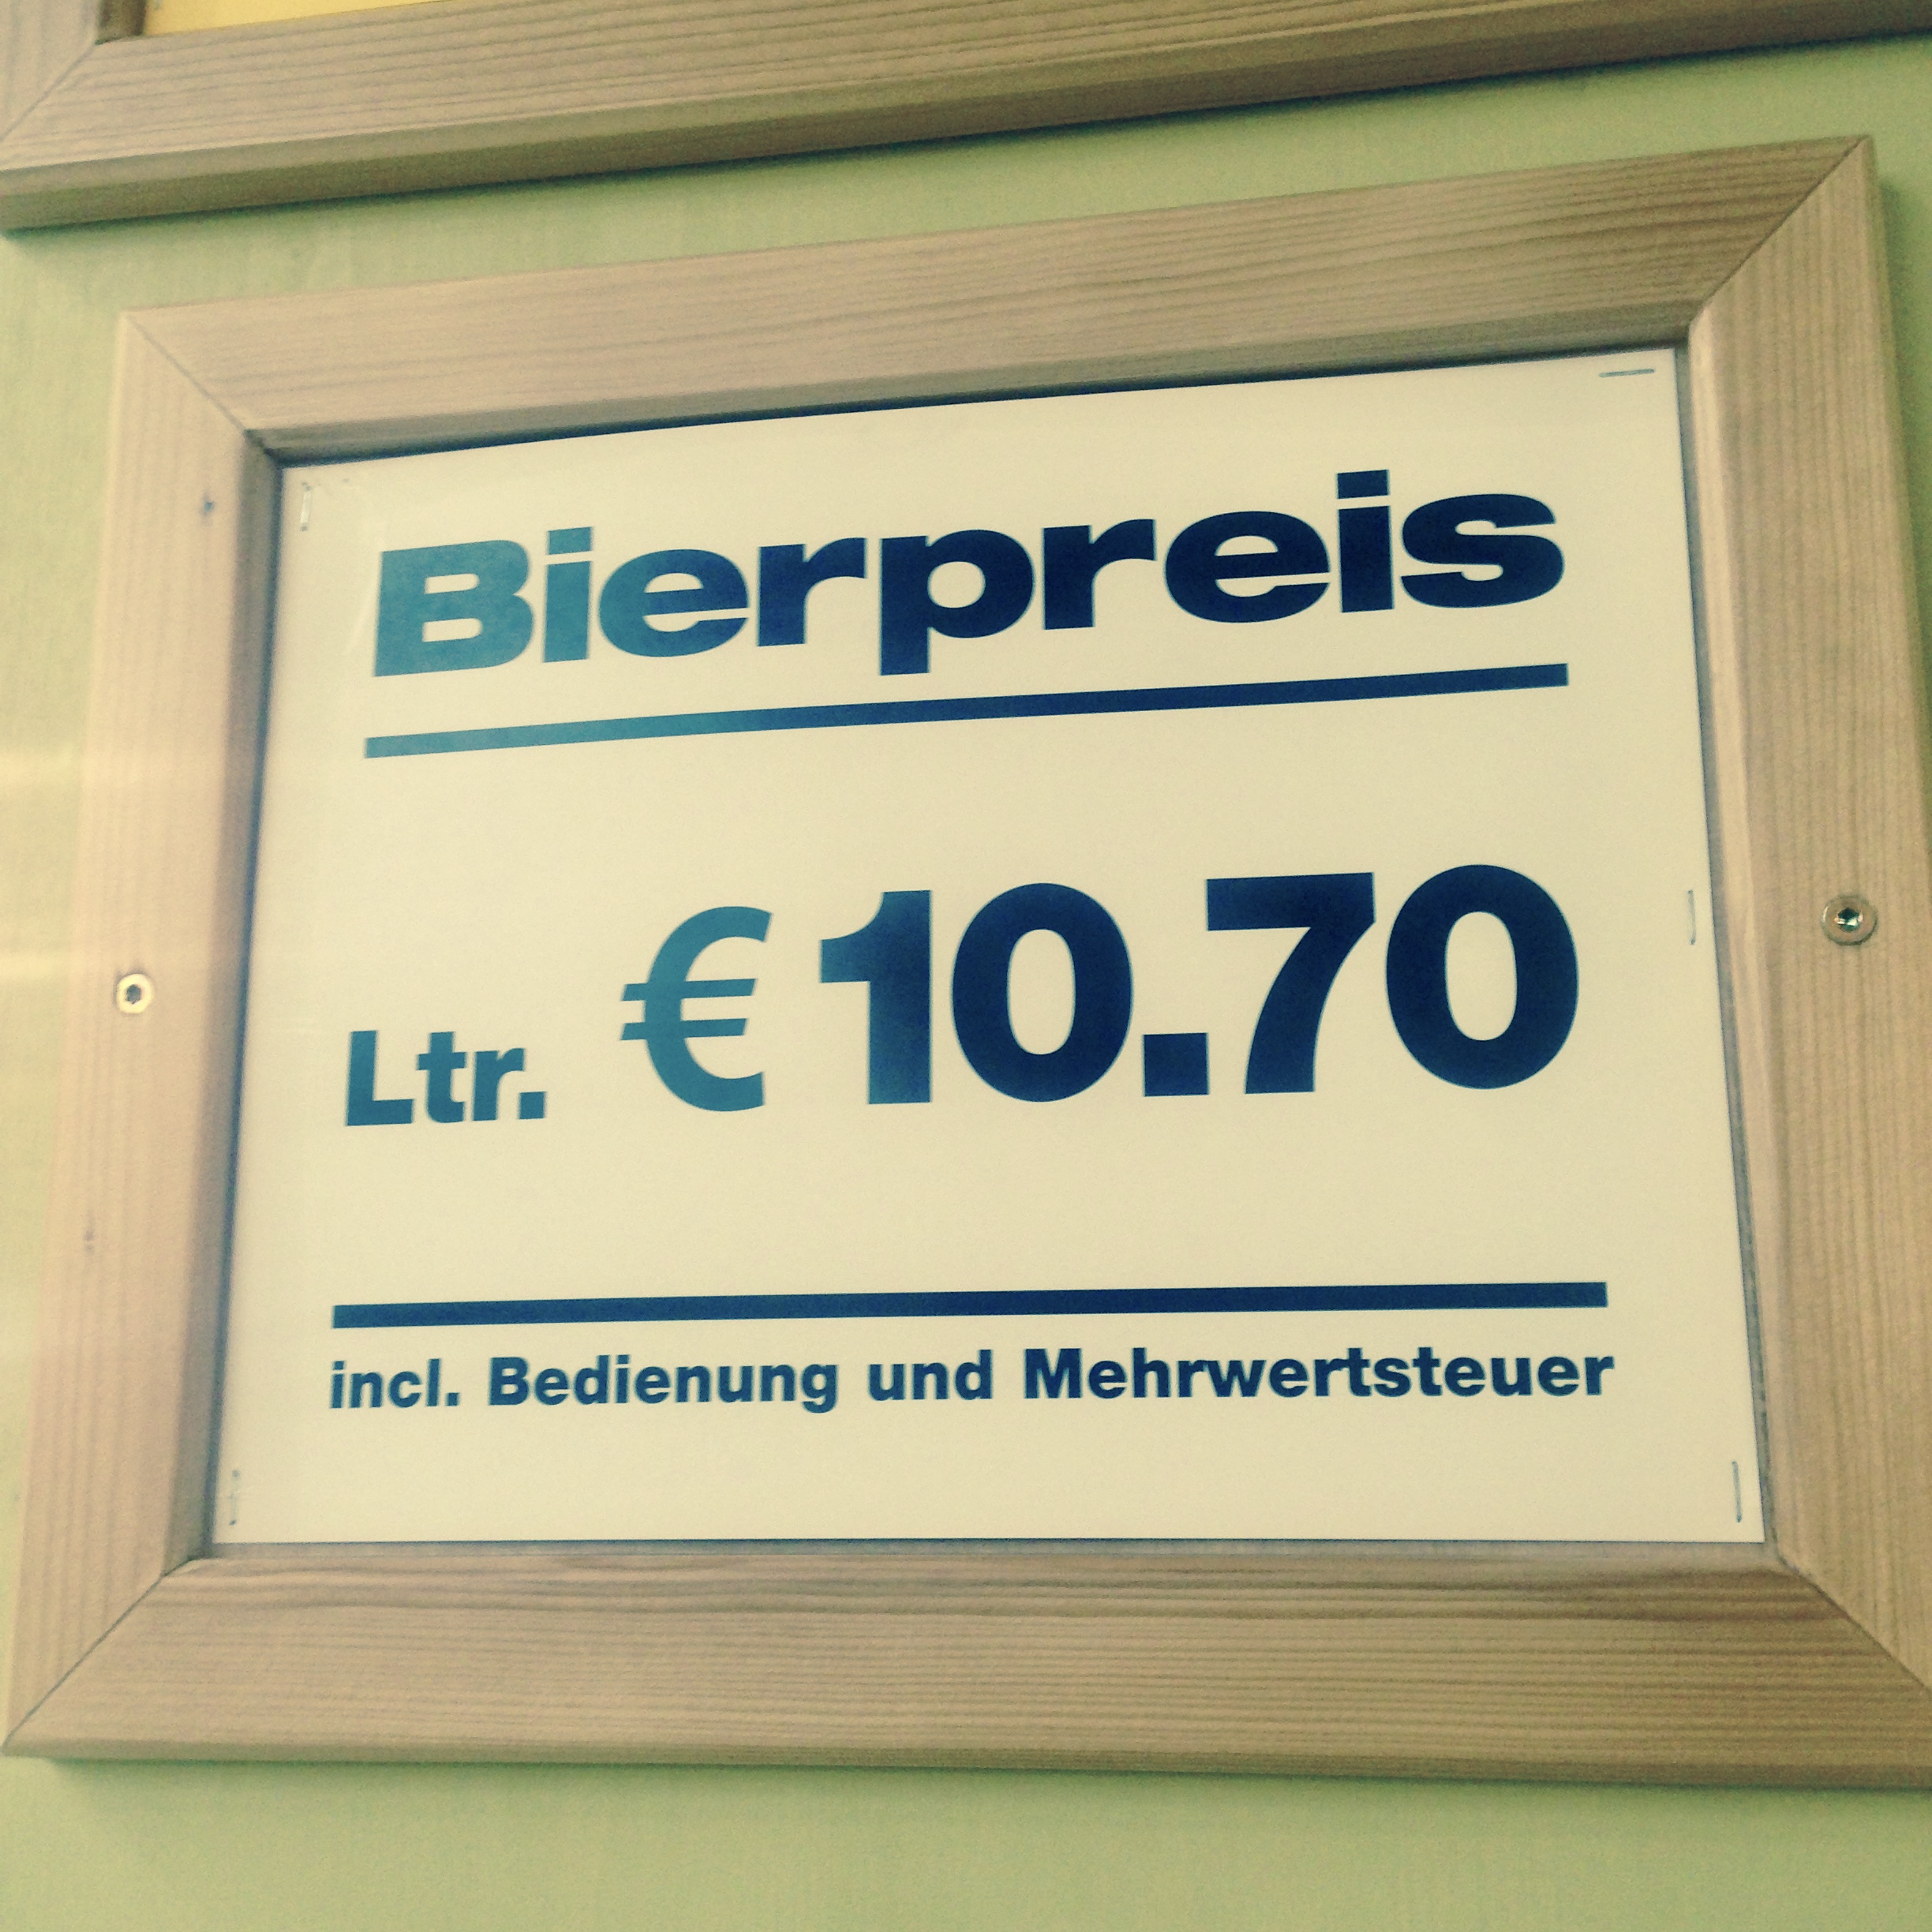 Bierpreis
Ltr. € 10.70
incl. Bedienung und Mehrwertsteuer